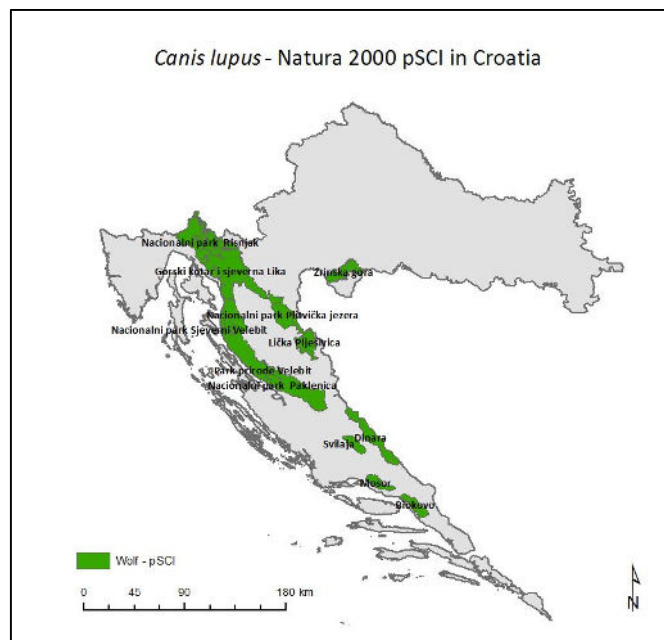 Canis lupus - Natura 2000 pSCI in Croatia
Nacionalni park Risnjak
Gorski kotar i sjeverna Lika
Zrinska gora
Nacionalni park Plitvička jezera
Nacionalni park Sjeverni Velebit
Lička Plješivica
Park prirode Velebit
Nacionalni park Paklenica
Dinara
Svilaja
Mosor
Biokovo
Wolf - pSCI
0 45 90 180 km
N